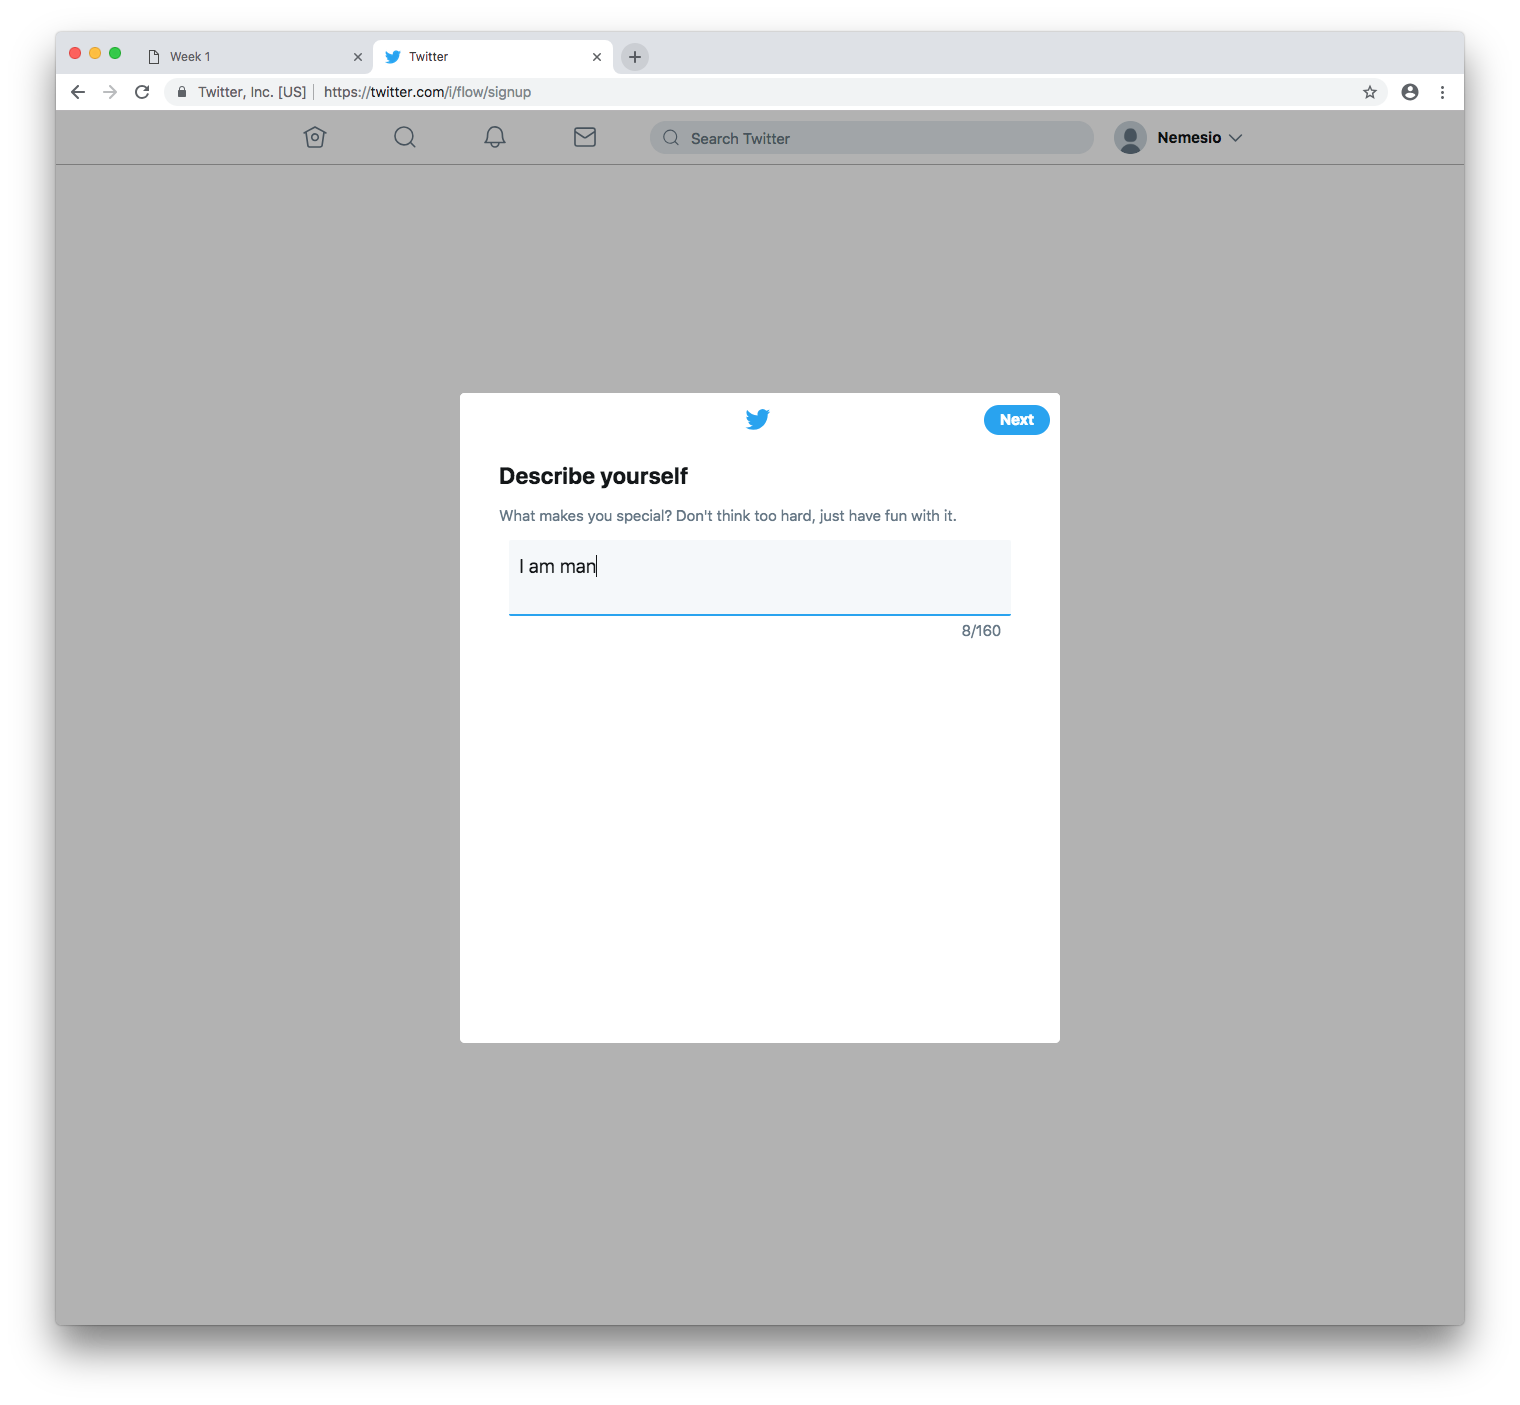 Week 1
Twitter
Twitter, Inc. [US] https://twitter.com/i/flow/signup
Search Twitter
Nemesio
Next
Describe yourself
What makes you special? Don't think too hard, just have fun with it.
I am man
8/160